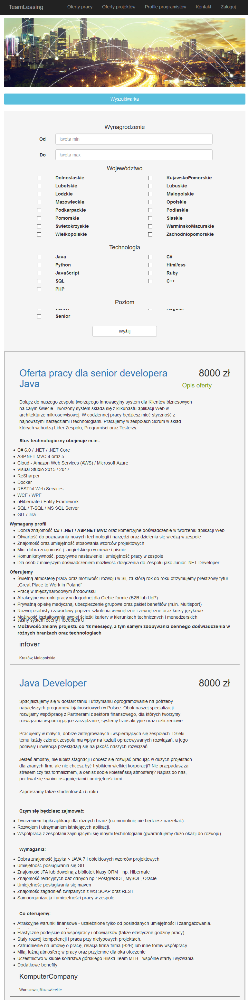 TeamLeasing Oferty pracy Oferty projektów Profile programistów Kontakt Zaloguj
Wyszukiwarka
Wynagrodzenie
Od kwota min
Do kwota max
Województwo
Dolnoslaskie KujawskoPomorskie
Lubelskie Lubuskie
Lodzkie Malopolskie
Mazowieckie Opolskie
Podkarpackie Podlaskie
Pomorskie Slaskie
Swietokrzyskie WarminskoMazurskie
Wielkopolskie Zachodniopomorskie
Technologia
Java C#
Python Html/css
JavaScript Ruby
SQL C++
PHP
Poziom
Junior Regular
Senior
Wyślij
Oferta pracy dla senior developera 8000 zł
Java Opis oferty
Dołącz do naszego zespołu tworzącego innowacyjny system dla Klientów biznesowych
na całym świecie. Tworzony system składa się z kilkunastu aplikacji Web w
architekturze mikroserwisowej. W codziennej pracy będziesz mieć styczność z
najnowszymi narzędziami i technologiami. Pracujemy w zespołach Scrum w skład
których wchodzą Lider Zespołu, Programiści oraz Testerzy.
Stos technologiczny obejmuje m.in.:
C# 6.0 / .NET / .NET Core
ASP.NET MVC 4 oraz 5
Cloud - Amazon Web Services (AWS) / Microsoft Azure
Visual Studio 2015 / 2017
ReSharper
Docker
RESTful Web Services
WCF / WPF
nHibernate / Entity Framework
SQL / T-SQL / MS SQL Server
GIT / Jira
Wymagany profil
Dobra znajomość C# / .NET / ASP.NET MVC oraz komercyjne doświadczenie w tworzeniu aplikacji Web
Otwartość do poznawania nowych technologii i narzędzi oraz dzielenia się wiedzą w zespole
Znajomość oraz umiejętność stosowania wzorców projektowych
Min. dobra znajomość j. angielskiego w mowie i piśmie
Komunikatywność, pozytywne nastawienie i umiejętność pracy w zespole
Dla osób z mniejszym doświadczeniem możliwość dołączenia do Zespołu jako Junior .NET Developer
Oferujemy
Świetną atmosferę pracy oraz możliwości rozwoju w Sii, za którą rok do roku otrzymujemy prestiżowy tytuł
„Great Place to Work in Poland"
Pracę w międzynarodowym środowisku
Atrakcyjne warunki pracy w dogodnej dla Ciebie formie (B2B lub UoP)
Prywatną opiekę medyczną, ubezpieczenie grupowe oraz pakiet benefitów (m.in. Multisport)
Rozwój osobisty i zawodowy poprzez szkolenia wewnętrzne i zewnętrzne oraz kursy językowe
Możliwość kształtowania swojej ścieżki kariery w kierunkach technicznych i menedżerskich
Jasny system oceny i feedback'u
Możliwość zmiany projektu co 18 miesięcy, a tym samym zdobywania cennego doświadczenia w
różnych branżach oraz technologiach
infover
Kraków, Malopolskie
Java Developer 8000 zł
Spacjalizujemy się w dostarczaniu i utrzymaniu oprogramowanie na potrzeby
największych programów lojalnościowych w Polsce. Obok naszej specjalizacji
rozwijamy współpracę z Partnerami z sektora finansowego, dla których tworzymy
rozwiązania wspomagające zarządzanie, systemy transakcyjne oraz rozliczeniowe.
Pracujemy w małych, dobrze zintegrowanych i wspierających się zespołach. Dzieki
temu każdy członek zespołu ma wpływ na kształt opracowywanych rozwiązań, a jego
pomysły i inwencja przekłądają się na jakość naszych rozwiązań.
Jesteś ambitny, nie lubisz stagnacji i chcesz się rozwijać pracując w dużych projektach
dla znanych firm, ale nie chcesz być trybikiem wielkiej korporacji? Nie przepadasz za
stresem czy też formalizmem, a cenisz sobie koleżeńską atmosferę? Napisz do nas,
pochwal się swoimi osiągnięciami i umiejętnościami.
Zapraszamy także studentów 4 i 5 roku.
Czym się będziesz zajmować:
Tworzeniem logiki aplikacji dla róznych branż (na monotinię nie będziesz narzekać)
Rozwojem i utrzymaniem istniejących aplikacji.
Współpracą z zespołami zajmującymi się innymi technologiami (gwarantujemy dużo okazji do rozwoju)
Wymagania:
Dobra znajomość języka > JAVA 7 i obiektowych wzorców projektowych
Umiejętnośc posługiwania się GIT
Znajomość JPA lub dowolną z bibliotek klasy ORM np. Hibernate
Znajomość relacyjnych baz danych np.: PostgreSQL, MySQL, Oracle
Umiejętnośc posługiwania się maven
Znajomośc zagadnień związanych z WS SOAP oraz REST
Samoorganizacja i umiejętności pracy w zespole
Co oferujemy:
Atrakcyjne warunki finansowe - uzależnione tylko od posiadanych umiejętności i zaangażowania.
Elastyczne podejście do współpracy i obowiązków (także elastyczne godziny pracy).
Stały rozwój kompetencji i praca przy nietypowych projektach.
Zatrudnienie na umowę o pracę, relacja firma-firma (B2B) lub inne formy współpracy.
Miłą, luźną atmosferę w pracy oraz przyjemne dla oka otoczenie
Uczestnictwo w klubie kolarstwa górskiego Bliska Team MTB - wspólne starty i wyzwania
Dodatkowe benefity
KomputerCompany
Warszawa, Mazowieckie